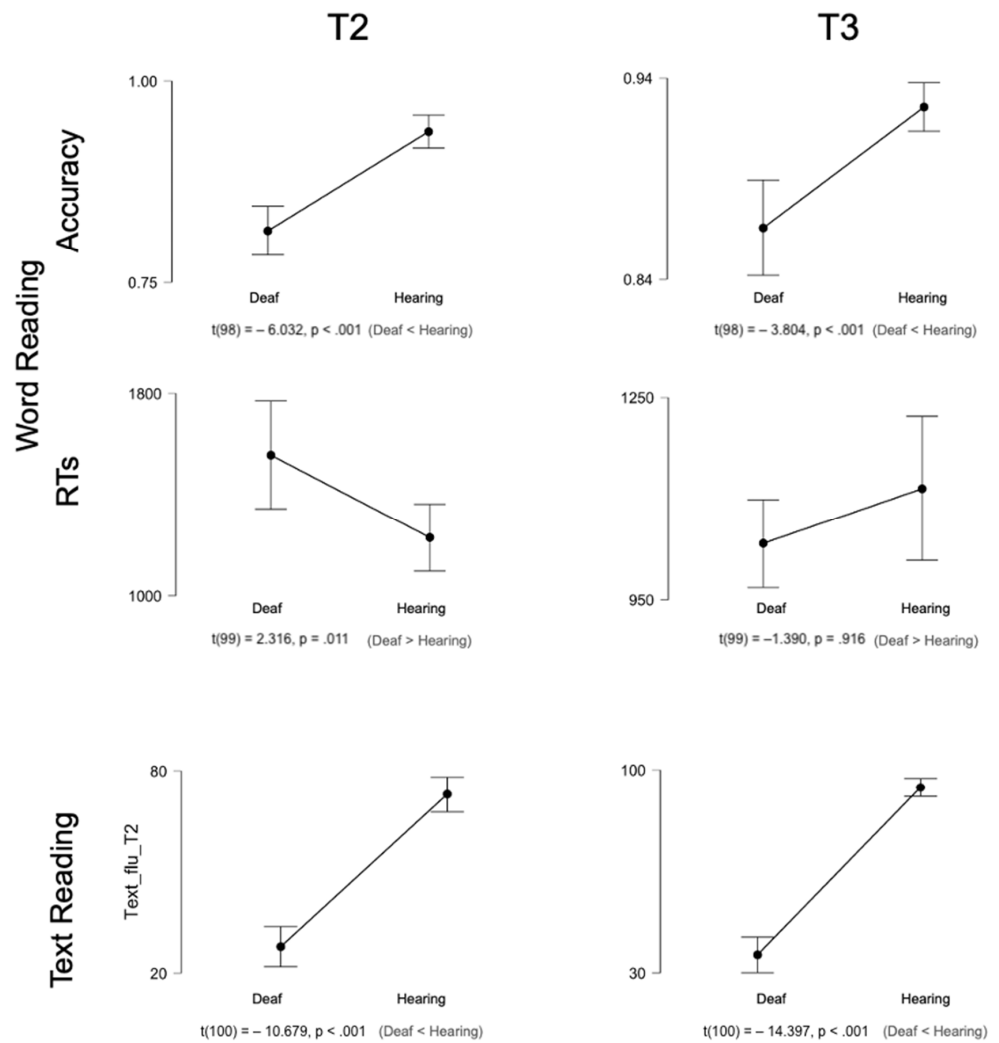 T2
T3
Word Reading
Accuracy
1.00
0.75
Deaf
Hearing
t(98) = – 6.032, p < .001 (Deaf < Hearing)
0.94
0.84
Deaf
Hearing
t(98) = – 3.804, p < .001 (Deaf < Hearing)
RTs
1800
1000
Deaf
Hearing
t(99) = 2.316, p = .011 (Deaf > Hearing)
1250
950
Deaf
Hearing
t(99) = –1.390, p = .916 (Deaf > Hearing)
Text Reading
Text_flu_T2
80
20
Deaf
Hearing
t(100) = – 10.679, p < .001 (Deaf < Hearing)
100
30
Deaf
Hearing
t(100) = – 14.397, p < .001 (Deaf < Hearing)